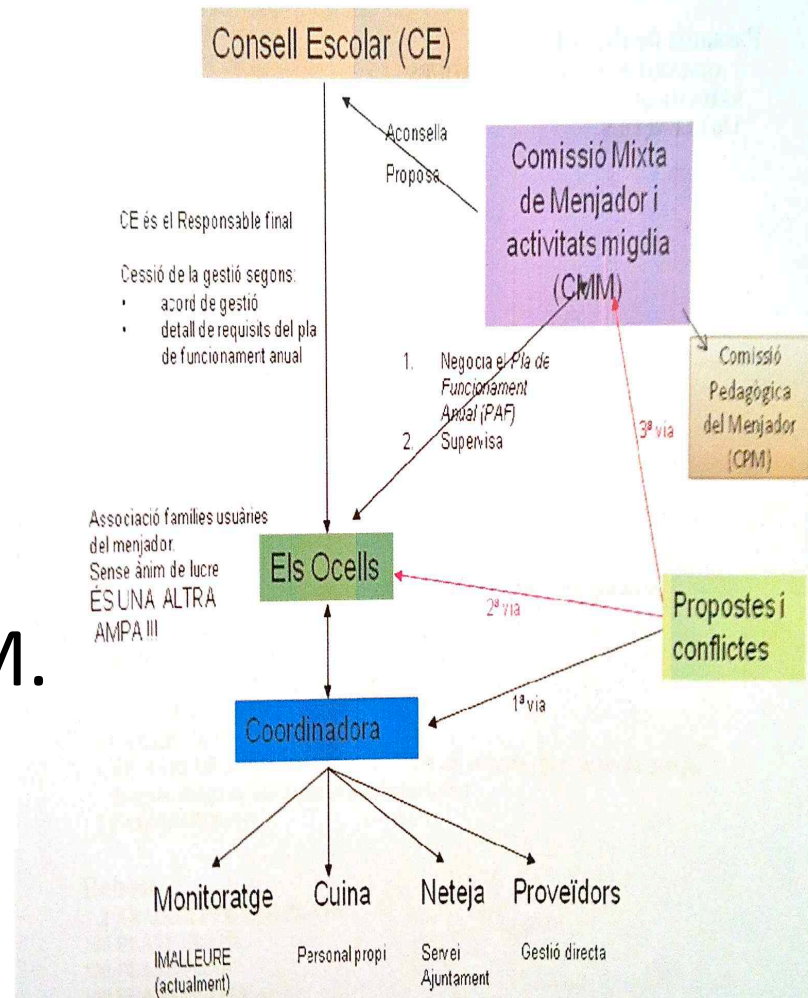 Consell Escolar (CE)
Aconsella
Proposa
Comissió Mixta
de Menjador i
activitats migdia
(CMM)
CE és el Responsable final
Cessió de la gestió segons:
• acord de gestió
• detall de requisits del pla
de funcionament anual
1. Negocia el Pla de
Funcionament
Anual (PAF)
2. Supervisa
3ª via
Comissió
Pedagògica
del Menjador
(CPM)
Associació famílies usuàries
del menjador.
Sense ànim de lucre
ÉS UNA ALTRA
AMPA !!!
Els Ocells
2ª via
Propostes i
conflictes
M.
1ª via
Coordinadora
Monitoratge
Cuina
Neteja
Proveïdors
IMALLEURE
(actualment)
Personal propi
Servei
Ajuntament
Gestió directa